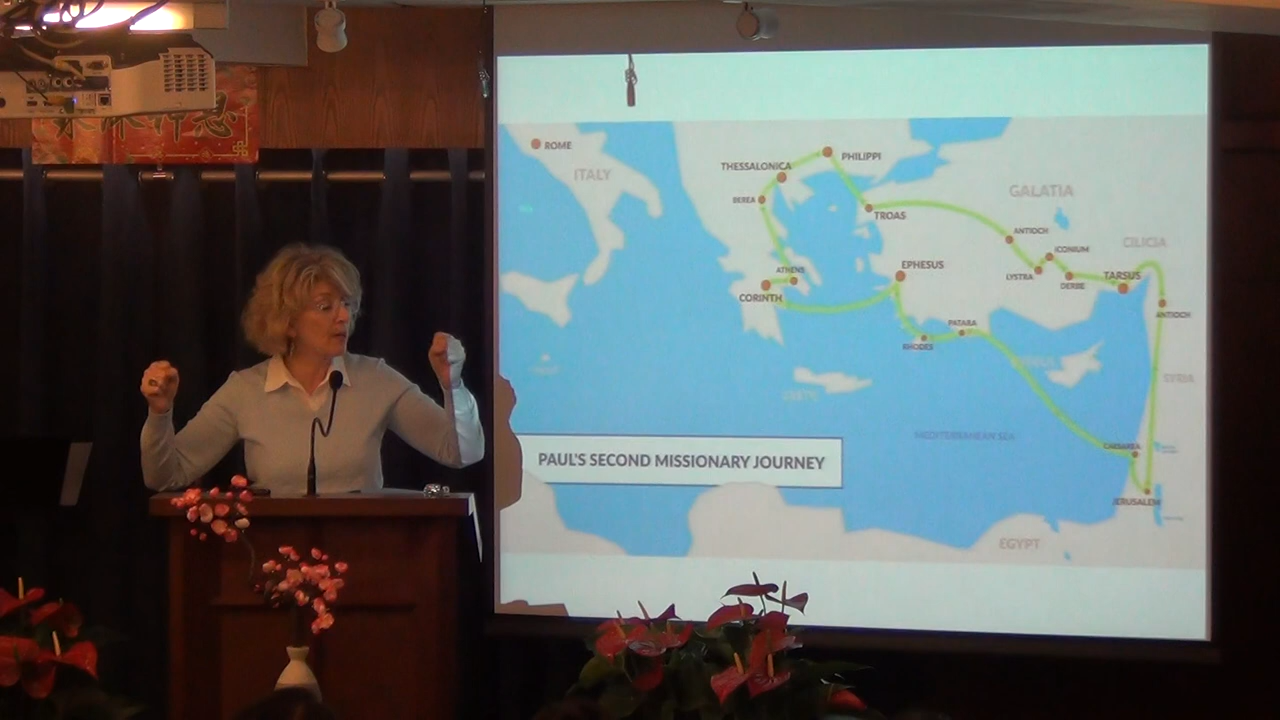 ROME
ITALY
THESSALONICA
PHILIPPI
BEREA
TROAS
GALATIA
ANTIOCH
ICONIUM
CILICIA
LYSTRA
DERBE
TARSUS
ATHENS
CORINTH
EPHESUS
ANTIOCH
PATARA
RHODES
SYRIA
MEDITERRANEAN SEA
CAESAREA
PAUL'S SECOND MISSIONARY JOURNEY
JERUSALEM
EGYPT